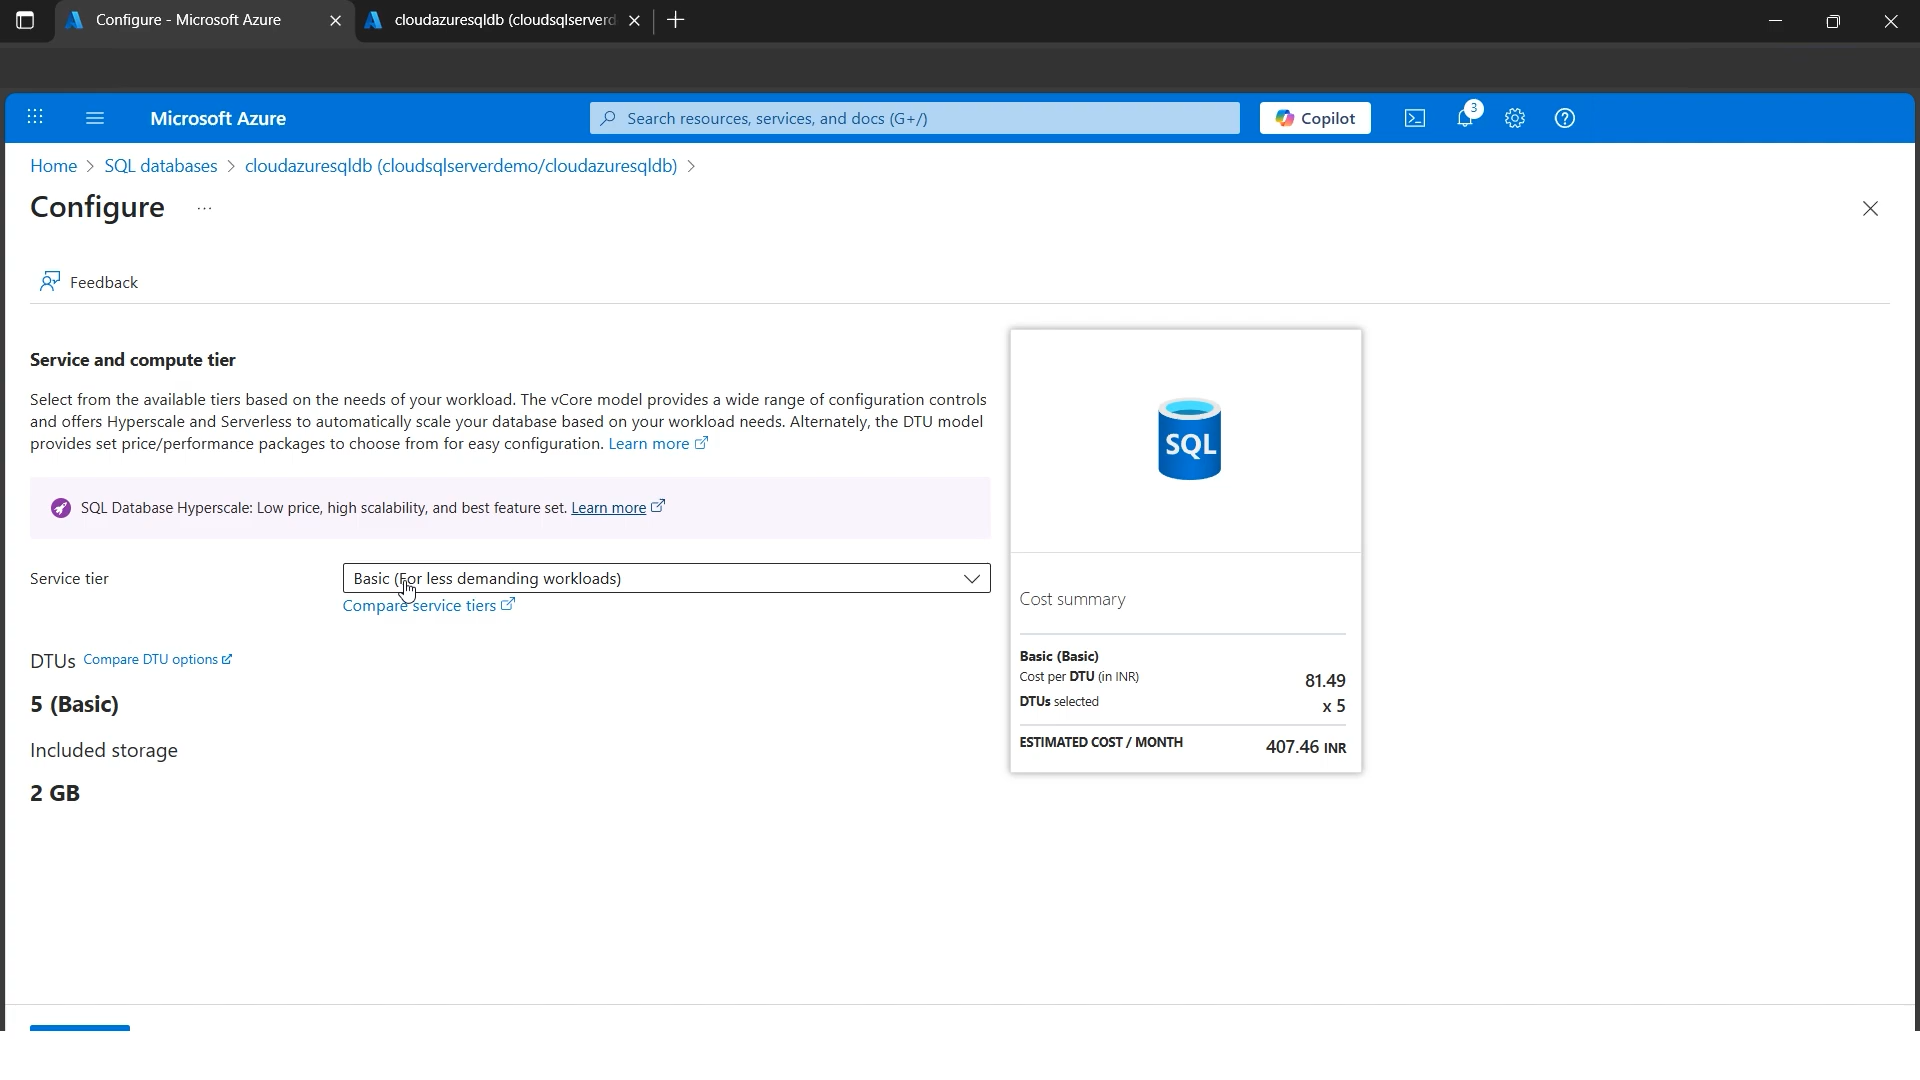 Configure - Microsoft Azure
cloudazuresqldb (cloudsqlserverd
Microsoft Azure
Search resources, services, and docs (G+/)
Copilot
3
Home > SQL databases > cloudazuresqldb (cloudsqlserverdemo/cloudazuresqldb) >
Configure ...
Feedback
Service and compute tier
Select from the available tiers based on the needs of your workload. The vCore model provides a wide range of configuration controls
and offers Hyperscale and Serverless to automatically scale your database based on your workload needs. Alternately, the DTU model
provides set price/performance packages to choose from for easy configuration. Learn more
SQL Database Hyperscale: Low price, high scalability, and best feature set. Learn more
Service tier
Basic (For less demanding workloads)
Compare service tiers
DTUs Compare DTU options
5 (Basic)
Included storage
2 GB
SQL
Cost summary
Basic (Basic)
Cost per DTU (in INR) 81.49
DTUs selected x 5
ESTIMATED COST / MONTH 407.46 INR